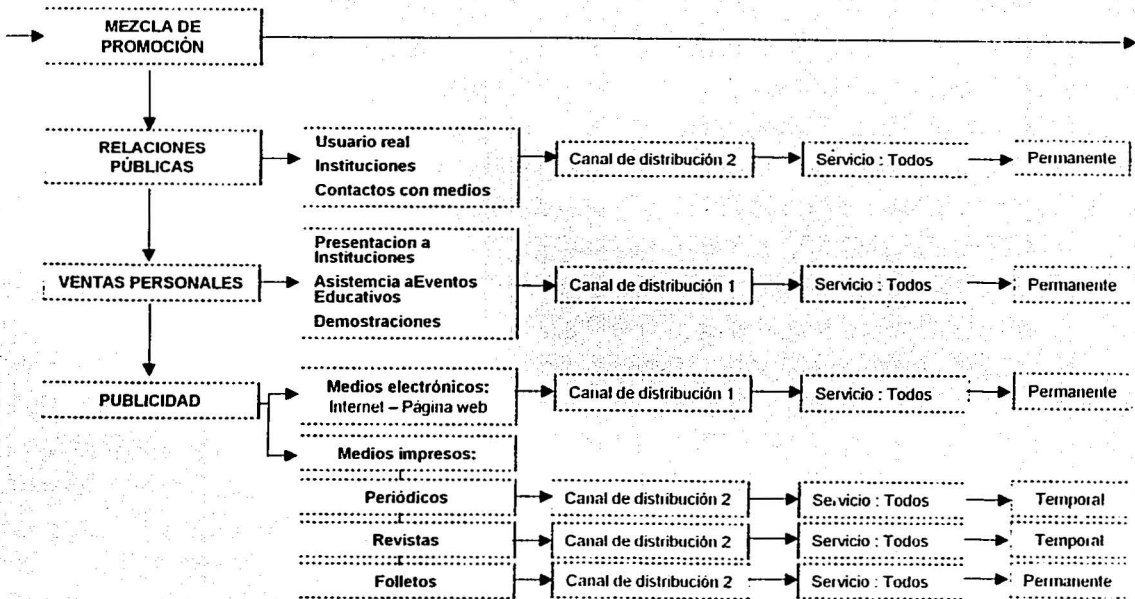 MEZCLA DE
PROMOCIÓN
RELACIONES
PÚBLICAS
Usuario real
Instituciones
Contactos con medios
Canal de distribución 2
Servicio : Todos
Permanente
VENTAS PERSONALES
Presentacion a
Instituciones
Asistemcia aEventos
Educativos
Demostraciones
Canal de distribución 1
Servicio : Todos
Permanente
PUBLICIDAD
Medios electrónicos:
Internet – Página web
Canal de distribución 1
Servicio : Todos
Permanente
Medios impresos:
Periódicos
Canal de distribución 2
Servicio : Todos
Temporal
Revistas
Canal de distribución 2
Servicio : Todos
Temporal
Folletos
Canal de distribución 2
Servicio : Todos
Permanente